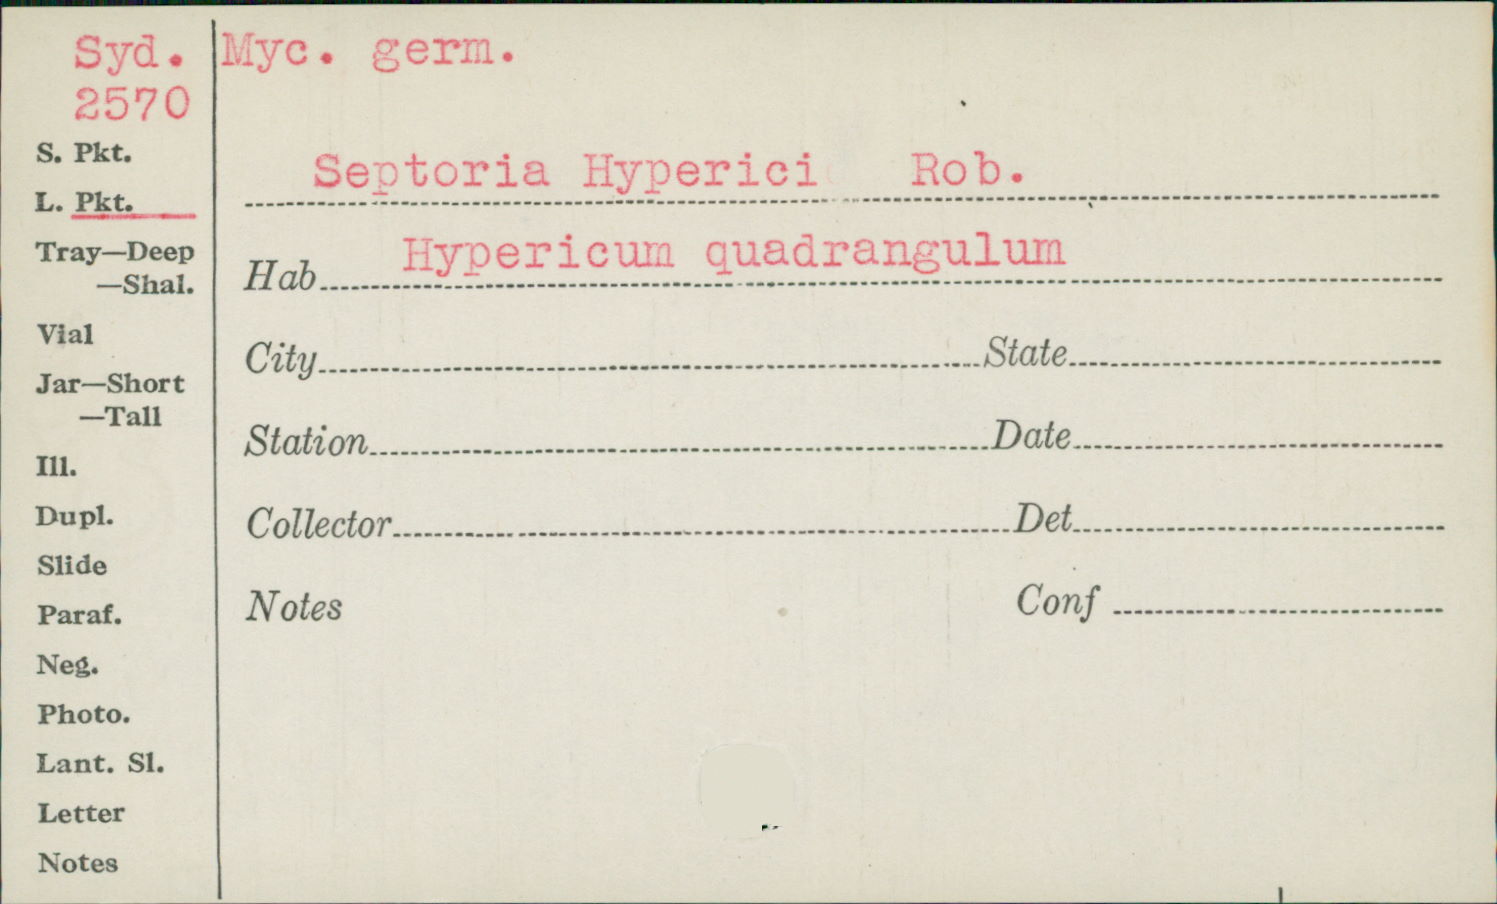 Syd. Myc. germ.
2570
S. Pkt.
L. Pkt.
Tray—Deep
—Shal.
Vial
Jar—Short
—Tall
Ill.
Dupl.
Slide
Paraf.
Neg.
Photo.
Lant. Sl.
Letter
Notes
Septoria Hyperici Rob.
Hab Hypericum quadrangulum
City State
Station Date
Collector Det
Notes Conf